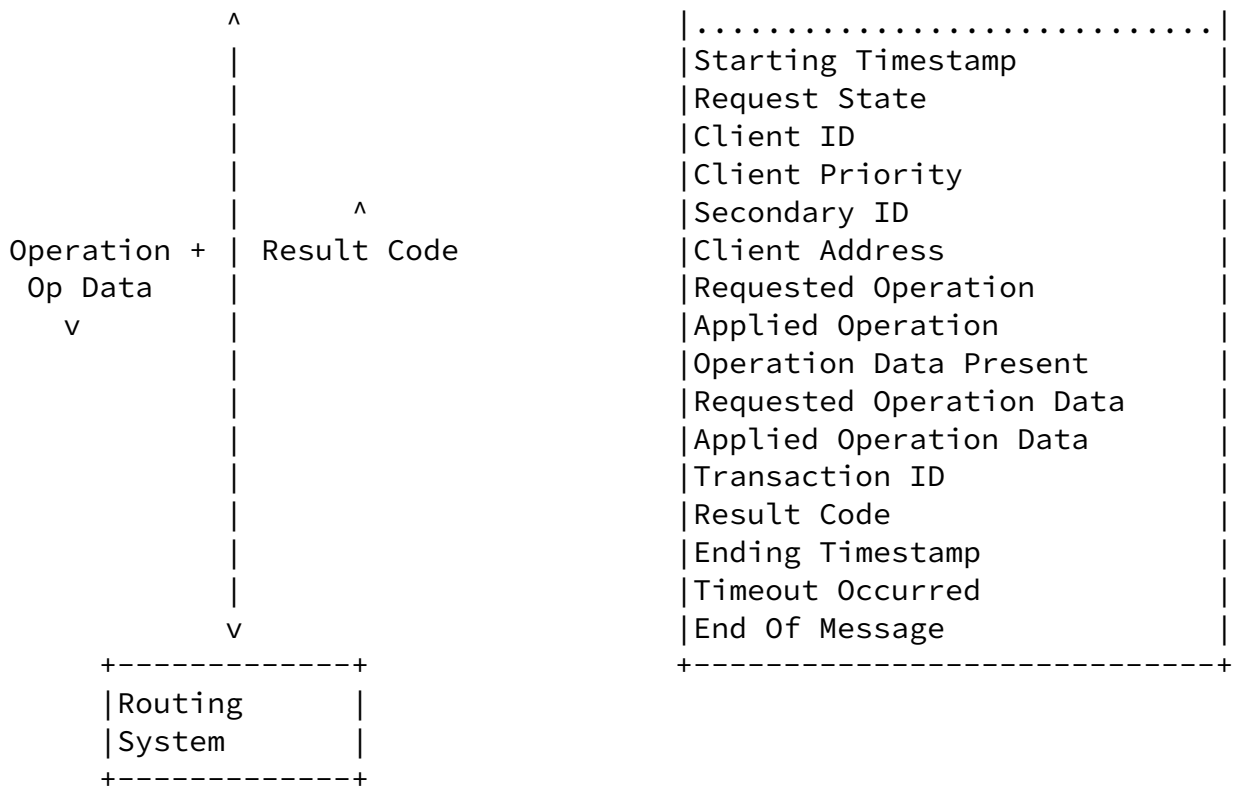 ^ |.............................|
| |Starting Timestamp |
| |Request State |
| |Client ID |
| |Client Priority |
| ^ |Secondary ID |
Operation + | Result Code |Client Address |
Op Data | |Requested Operation |
v | |Applied Operation |
| |Operation Data Present |
| |Requested Operation Data |
| |Applied Operation Data |
| |Transaction ID |
| |Result Code |
| |Ending Timestamp |
| |Timeout Occurred |
v |End Of Message |
+-------------+ +-----------------------------+
|Routing |
|System |
+-------------+